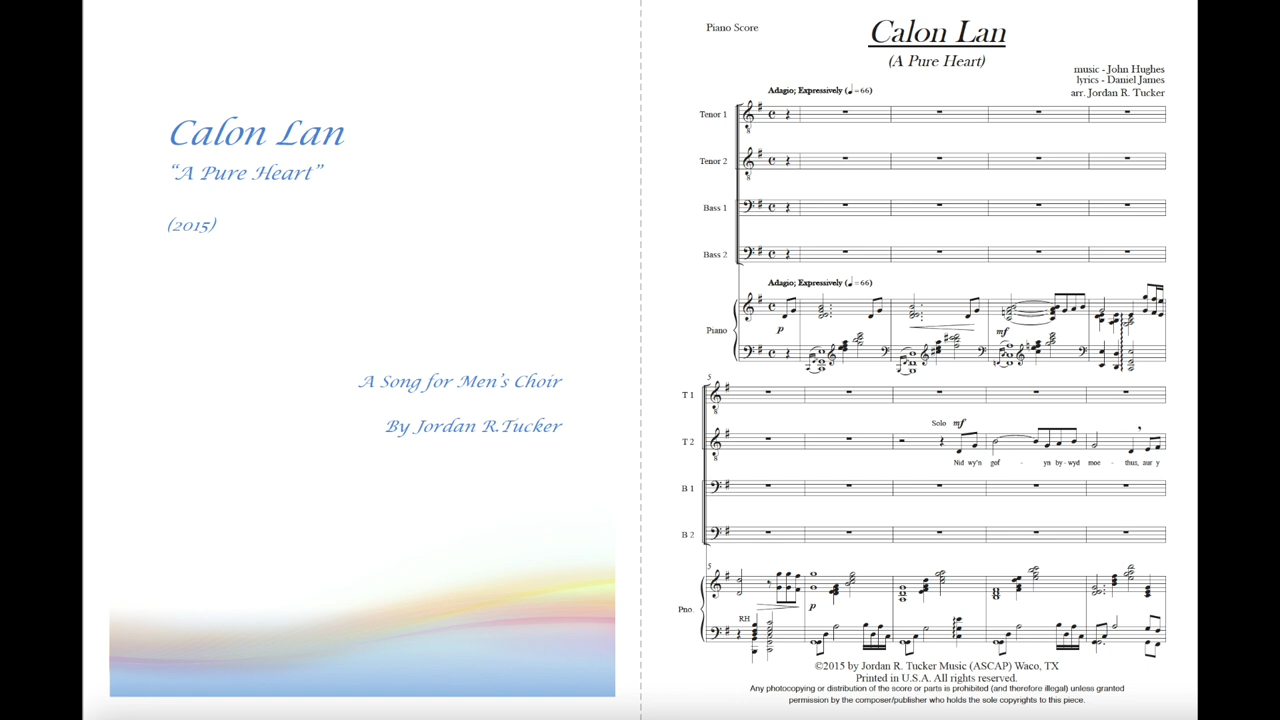 Calon Lan
“A Pure Heart”
(2015)
A Song for Men’s Choir
By Jordan R.Tucker
Piano Score
Calon Lan
(A Pure Heart)
music - John Hughes
lyrics - Daniel James
arr. Jordan R. Tucker
Adagio; Expressively (♩=66)
Tenor 1
Tenor 2
Bass 1
Bass 2
Adagio; Expressively (♩=66)
Piano
p
mf
5
T 1
Solo mf
T 2
Nid wy'n gof - yn by-wyd moe - thus, aur y
B 1
B 2
5
Pno.
p
RH
©2015 by Jordan R. Tucker Music (ASCAP) Waco, TX
Printed in U.S.A. All rights reserved.
Any photocopying or distribution of the score or parts is prohibited (and therefore illegal) unless granted
permission by the composer/publisher who holds the sole copyrights to this piece.